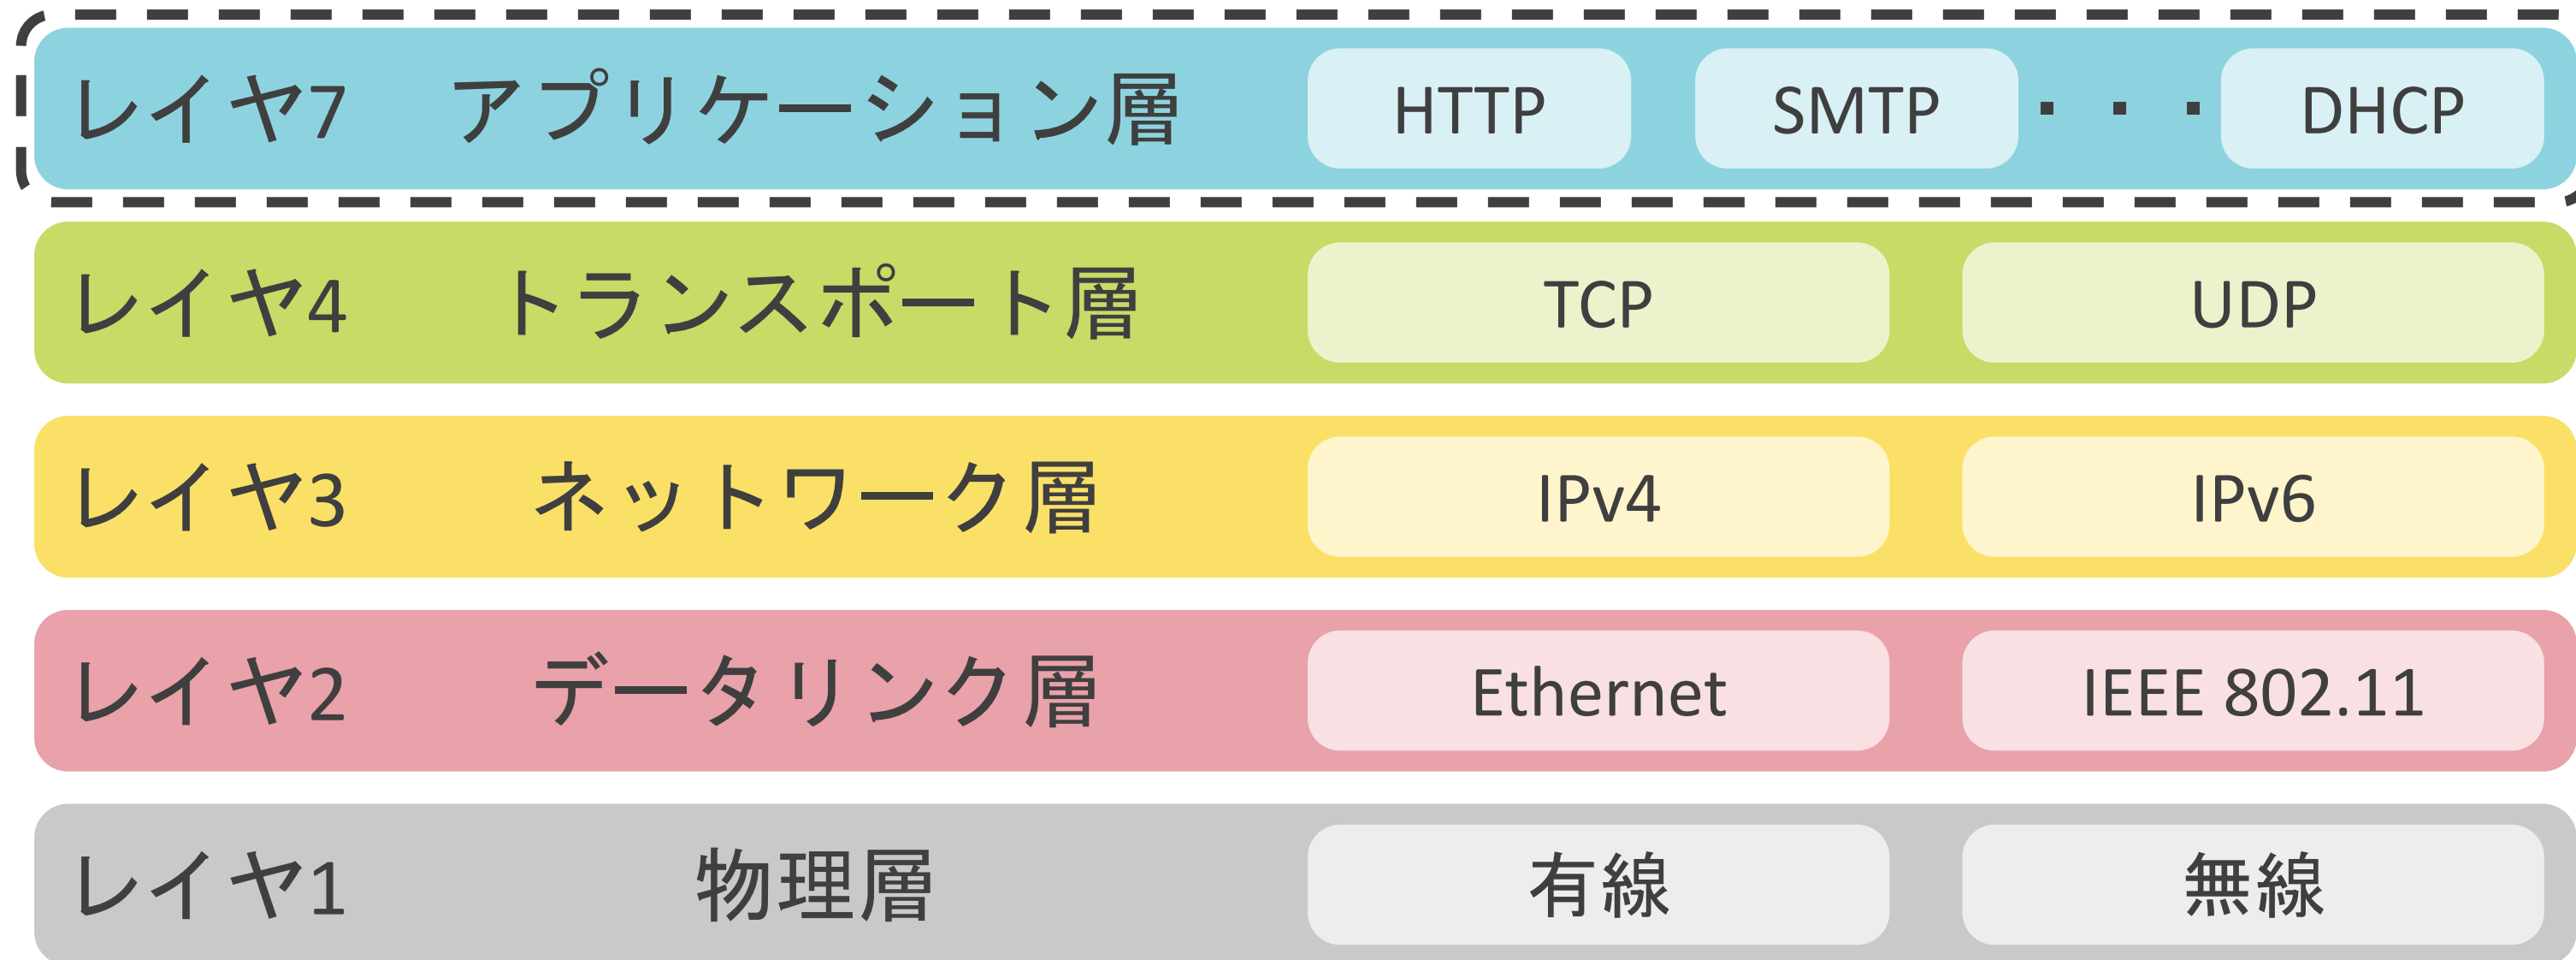 レイヤ7 アプリケーション層 HTTP SMTP ・・・ DHCP
レイヤ4 トランスポート層 TCP UDP
レイヤ3 ネットワーク層 IPv4 IPv6
レイヤ2 データリンク層 Ethernet IEEE 802.11
レイヤ1 物理層 有線 無線